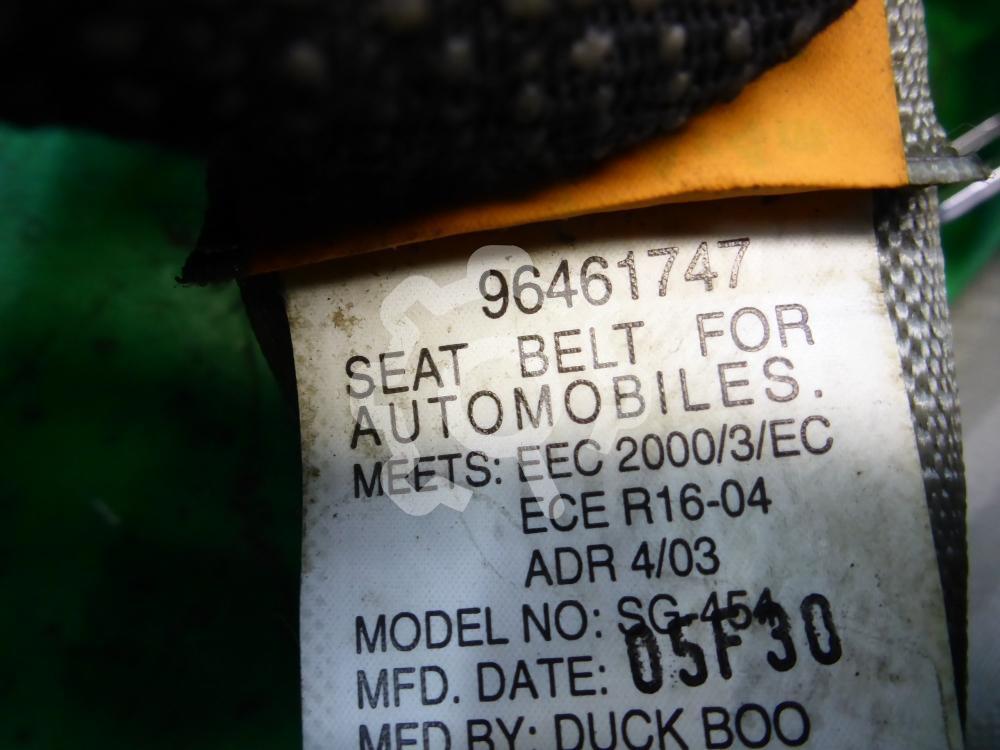 96461747
SEAT BELT FOR
AUTOMOBILES.
MEETS: EEC 2000/3/EC
ECE R16-04
ADR 4/03
MODEL NO: SG-454
MFD. DATE: 05F30
MFD BY: DUCK BOO